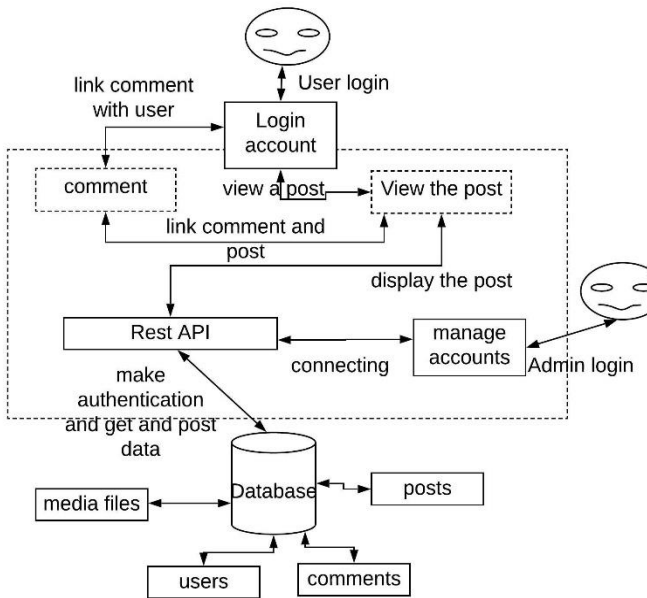 User login
link comment
with user
Login
account
comment
view a post
View the post
link comment and
post
display the post
Rest API
manage
accounts
connecting
Admin login
make
authentication
and get and post
data
Database
media files
posts
users
comments